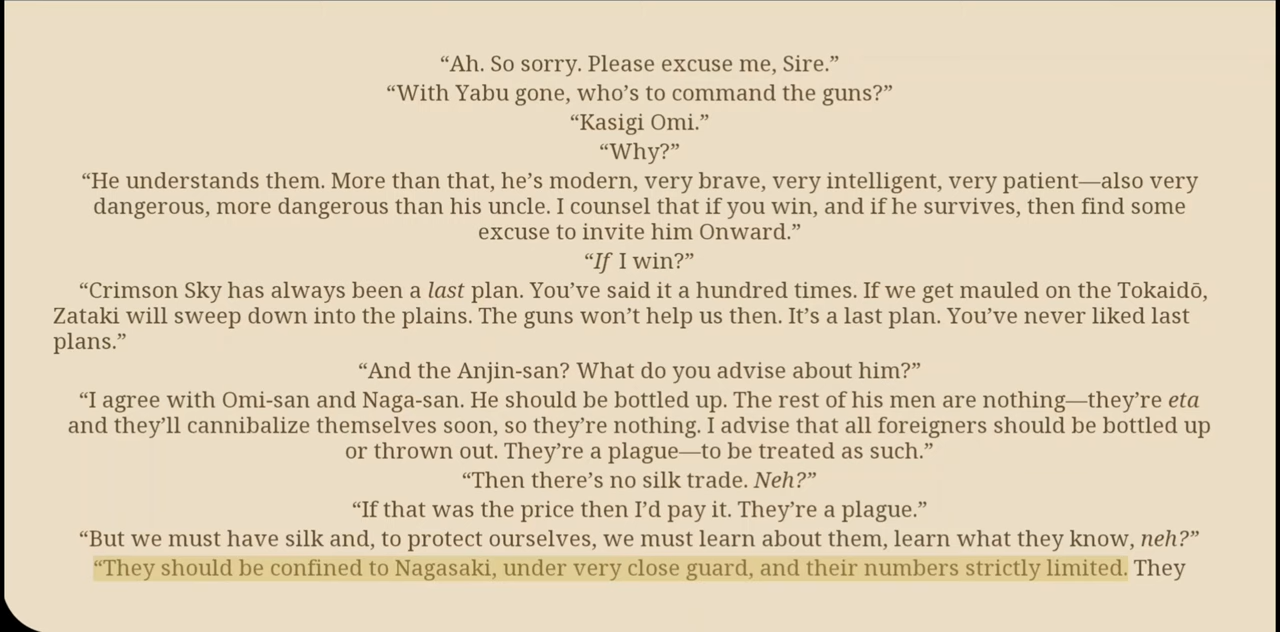 “Ah. So sorry. Please excuse me, Sire.”
“With Yabu gone, who’s to command the guns?”
“Kasigi Omi.”
“Why?”
“He understands them. More than that, he’s modern, very brave, very intelligent, very patient—also very
dangerous, more dangerous than his uncle. I counsel that if you win, and if he survives, then find some
excuse to invite him Onward.”
“If I win?”
“Crimson Sky has always been a last plan. You’ve said it a hundred times. If we get mauled on the Tokaidō,
Zataki will sweep down into the plains. The guns won’t help us then. It’s a last plan. You’ve never liked last
plans.”
“And the Anjin-san? What do you advise about him?”
“I agree with Omi-san and Naga-san. He should be bottled up. The rest of his men are nothing—they’re eta
and they’ll cannibalize themselves soon, so they’re nothing. I advise that all foreigners should be bottled up
or thrown out. They’re a plague—to be treated as such.”
“Then there’s no silk trade. Neh?”
“If that was the price then I’d pay it. They’re a plague.”
“But we must have silk and, to protect ourselves, we must learn about them, learn what they know, neh?”
“They should be confined to Nagasaki, under very close guard, and their numbers strictly limited. They